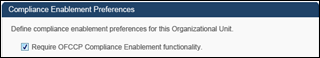 Compliance Enablement Preferences
Define compliance enablement preferences for this Organizational Unit.
Require OFCCP Compliance Enablement functionality.